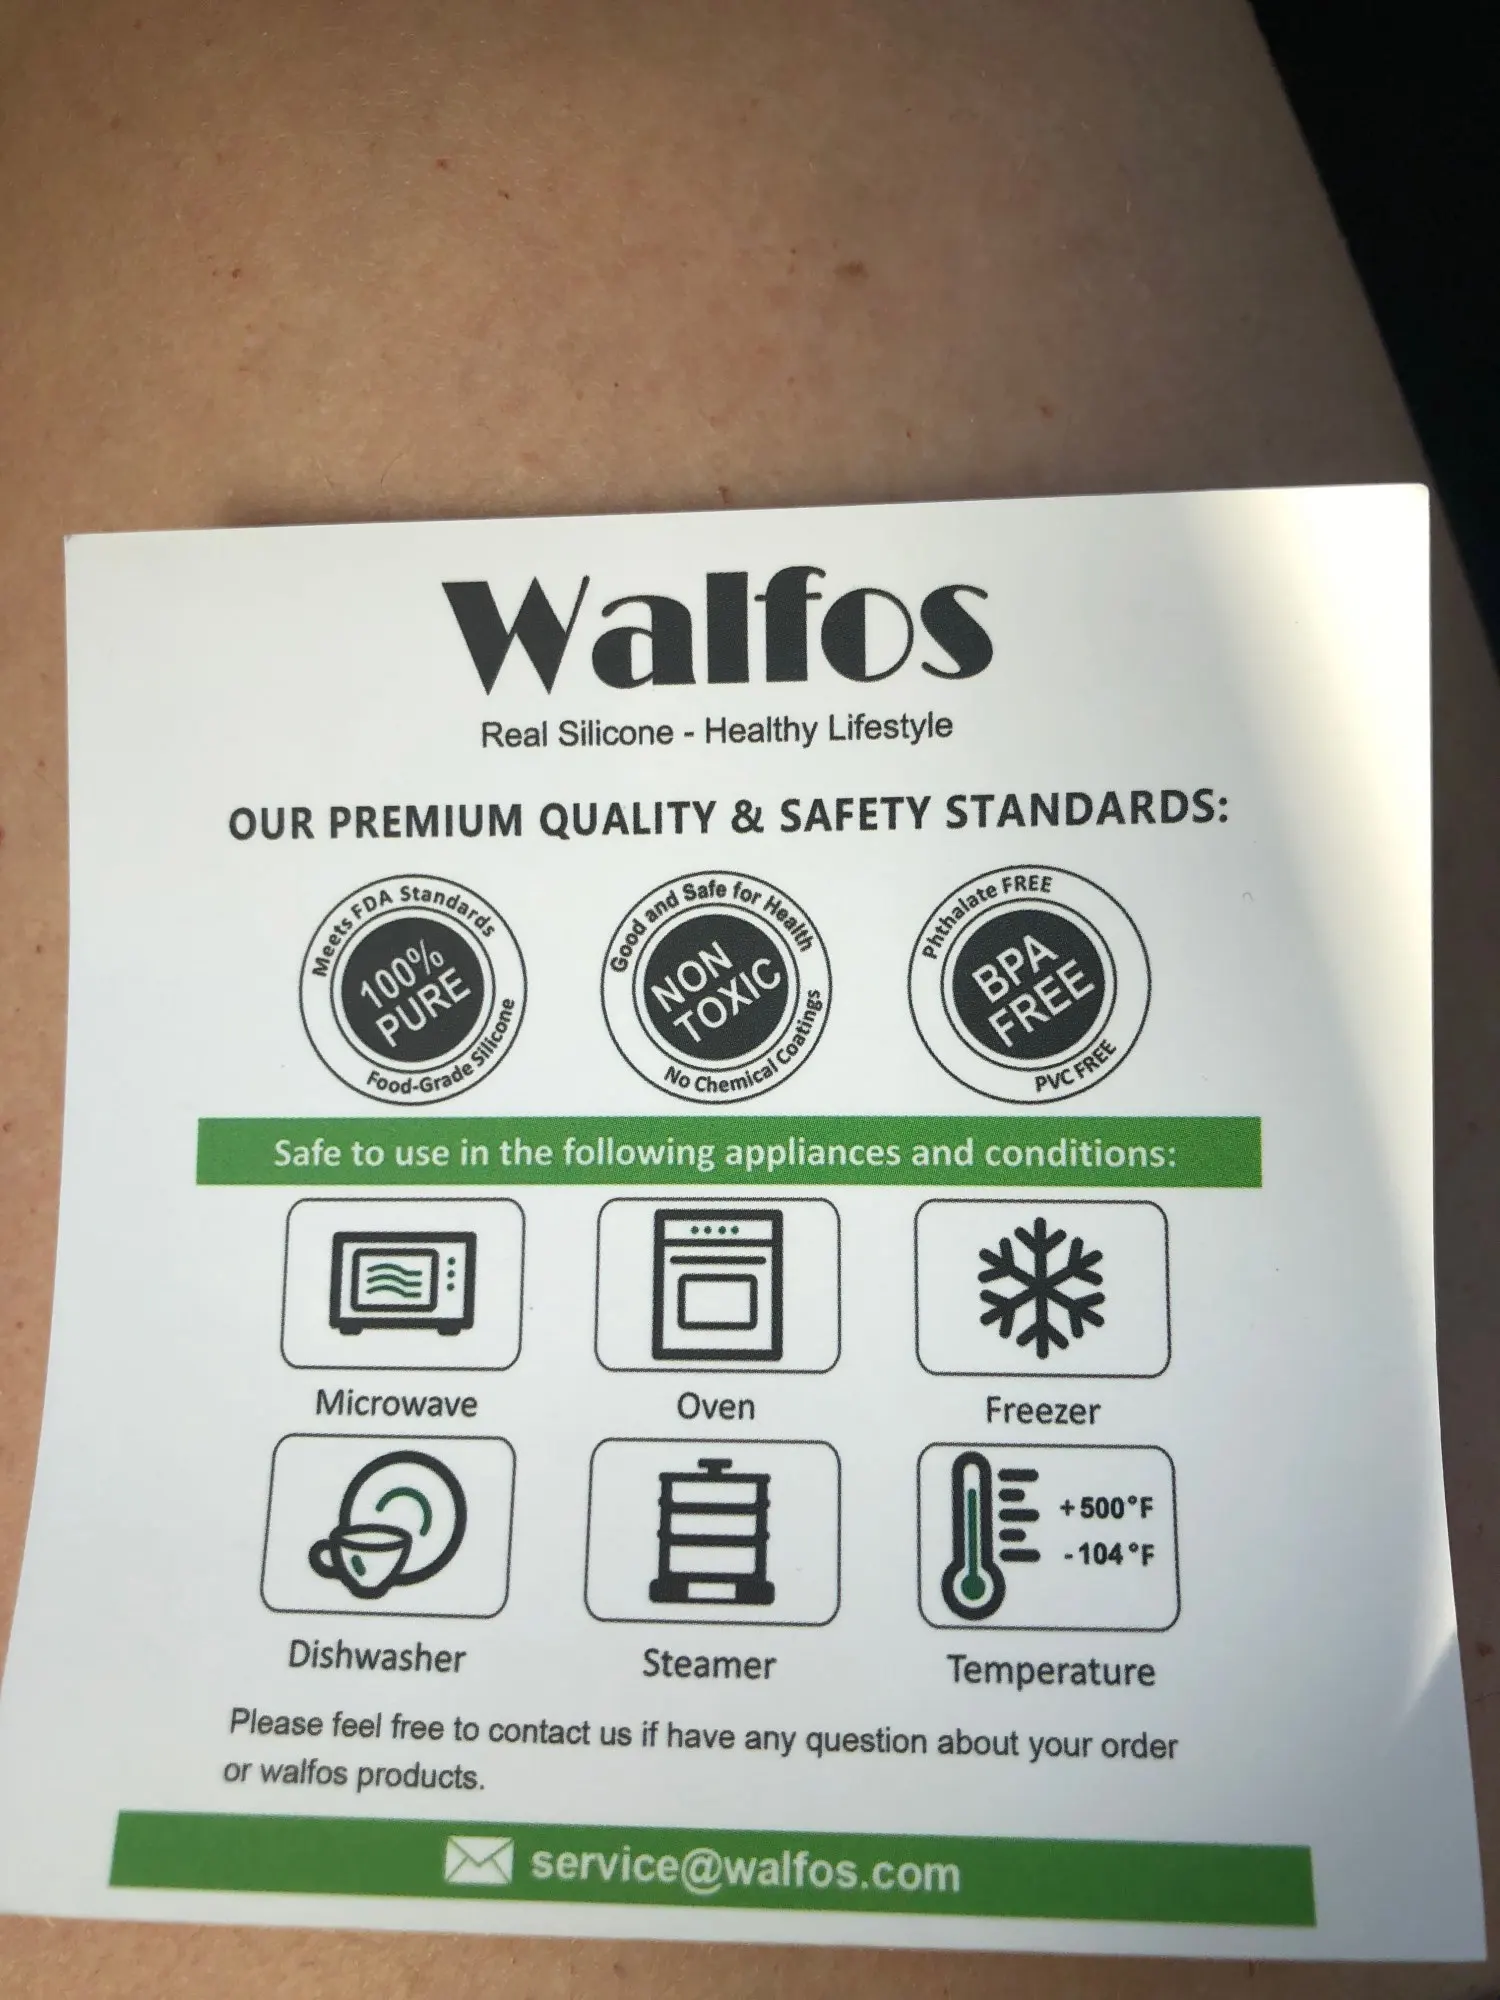 Walfos
Real Silicone - Healthy Lifestyle
OUR PREMIUM QUALITY & SAFETY STANDARDS:
Meets FDA Standards
100%
PURE
Food-Grade Silicone
Good and Safe for Health
NON
TOXIC
No Chemical Coatings
Phthalate FREE
BPA
FREE
PVC FREE
Safe to use in the following appliances and conditions:
Microwave
Oven
Freezer
+500°F
-104°F
Dishwasher
Steamer
Temperature
Please feel free to contact us if have any question about your order
or walfos products.
service@walfos.com